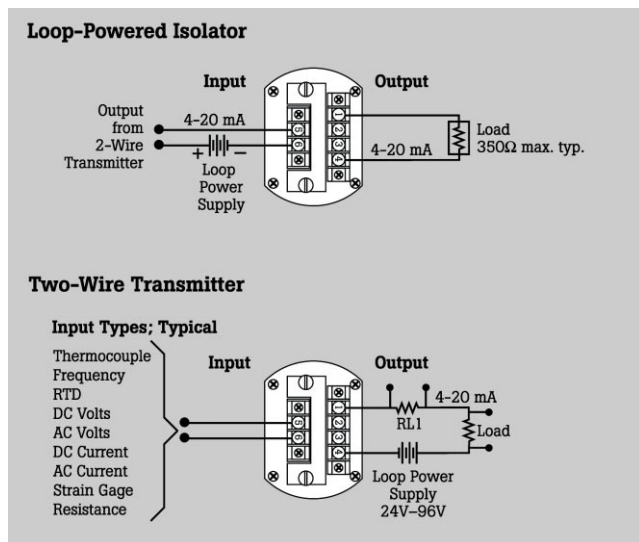 Loop-Powered Isolator
Input
Output
Output
from
2-Wire
Transmitter
4-20 mA
+
−
Loop
Power
Supply
5
6
1
2
3
4
4-20 mA
Load
350Ω max. typ.
Two-Wire Transmitter
Input Types; Typical
Thermocouple
Frequency
RTD
DC Volts
AC Volts
DC Current
AC Current
Strain Gage
Resistance
Input
Output
5
6
1
2
3
4
4-20 mA
RL1
Load
Loop Power
Supply
24V-96V